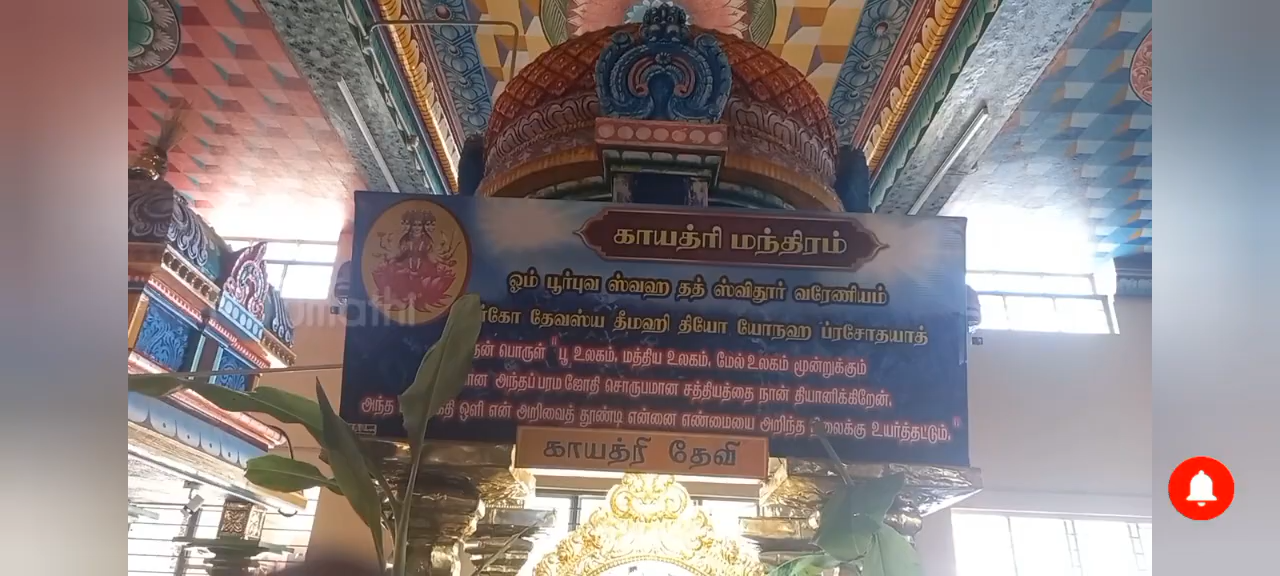 காயத்ரி மந்திரம்
ஓம் பூர்புவ ஸ்வஹ தத் ஸ்விதூர் வரேணியம்
தேவஸ்ய தீமஹி தியோ யோநஹ ப்ரசோதயாத்
பொருள் "பூ உலகம், மத்திய உலகம், மேல் உலகம் மூன்றுக்கும்
அந்தப் பரம ஜோதி சொருபமான சத்தியத்தை நான் தியானிக்கிறேன்.
அந்த ஒளி என் அறிவைத் தூண்டி என்னை எண்மையை அறிந்த உயர்த்தட்டும்."
காயத்ரி தேவி